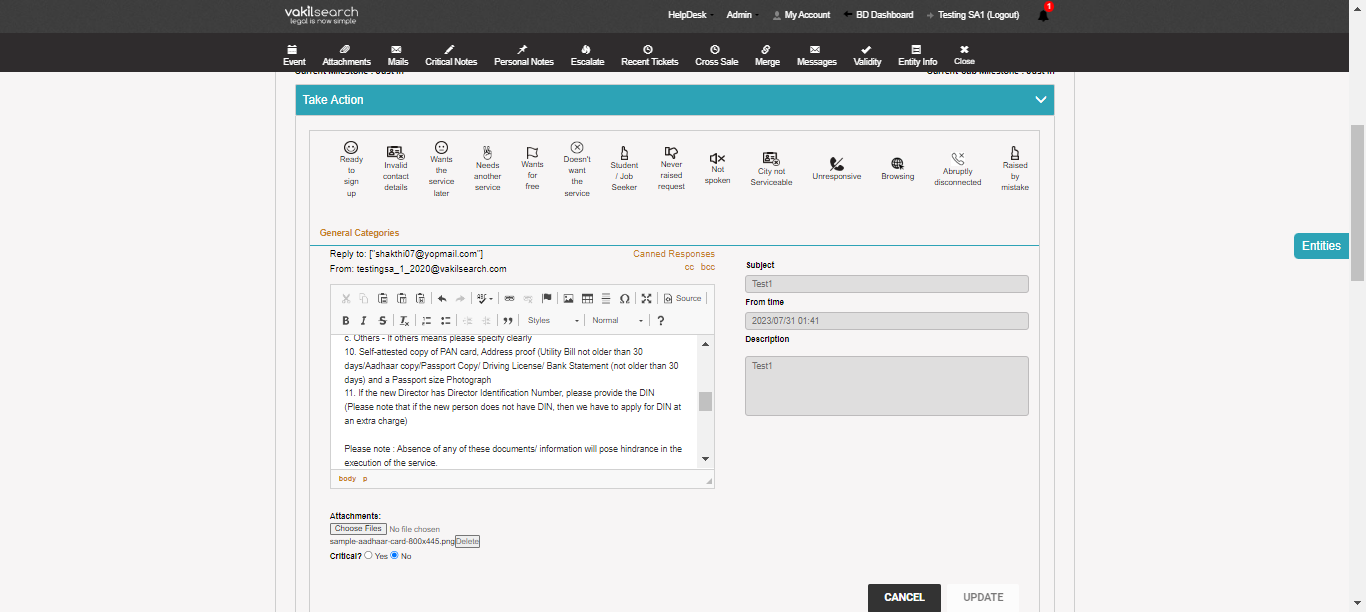 vakilsearch
legal is now simple
HelpDesk
Admin
My Account
BD Dashboard
Testing SA1 (Logout)
1
Event
Attachments
Mails
Critical Notes
Personal Notes
Escalate
Recent Tickets
Cross Sale
Merge
Messages
Validity
Entity Info
Close
Current Milestone : Just In
Current Sub Milestone : Just In
Take Action
Ready
to
sign
up
Invalid
contact
details
Wants
the
service
later
Needs
another
service
Wants
for
free
Doesn't
want
the
service
Student
/ Job
Seeker
Never
raised
request
Not
spoken
City not
Serviceable
Unresponsive
Browsing
Abruptly
disconnected
Raised
by
mistake
Entities
General Categories
Reply to: ["shakthi07@yopmail.com"]
Canned Responses
From: testingsa_1_2020@vakilsearch.com
cc bcc
Source
Styles
Normal
c. Others - If others means please specify clearly
10. Self-attested copy of PAN card, Address proof (Utility Bill not older than 30
days/Aadhaar copy/Passport Copy/ Driving License/ Bank Statement (not older than 30
days) and a Passport size Photograph
11. If the new Director has Director Identification Number, please provide the DIN
(Please note that if the new person does not have DIN, then we have to apply for DIN at
an extra charge)
Please note : Absence of any of these documents/ information will pose hindrance in the
execution of the service.
body p
Subject
Test1
From time
2023/07/31 01:41
Description
Test1
Attachments:
Choose Files No file chosen
sample-aadhaar-card-800x445.png Delete
Critical? Yes No
CANCEL
UPDATE